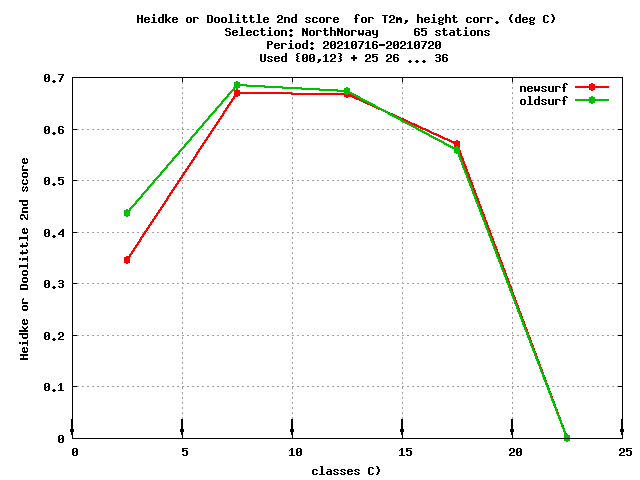 Heidke or Doolittle 2nd score  for T2m, height corr. (deg C)
Selection: NorthNorway     65 stations
Period: 20210716-20210720
Used {00,12} + 25 26 ... 36
newsurf
oldsurf
0.7
0.6
0.5
0.4
0.3
0.2
0.1
0
Heidke or Doolittle 2nd score
0 5 10 15 20 25
classes C)